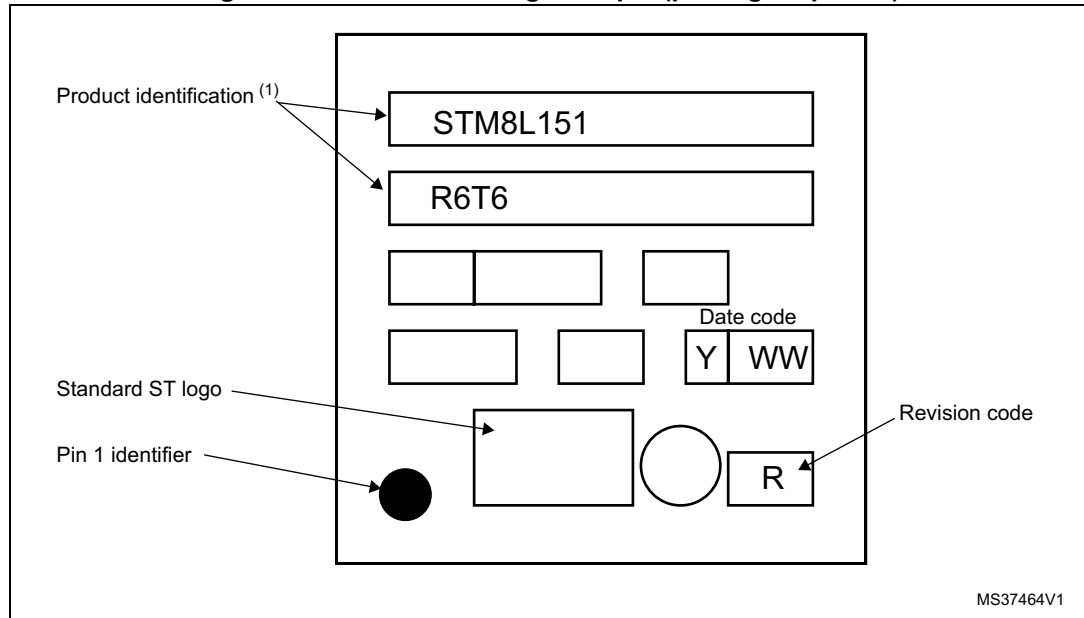 Product identification (1)
STM8L151
R6T6
Date code
Y WW
Standard ST logo
Revision code
Pin 1 identifier
R
MS37464V1